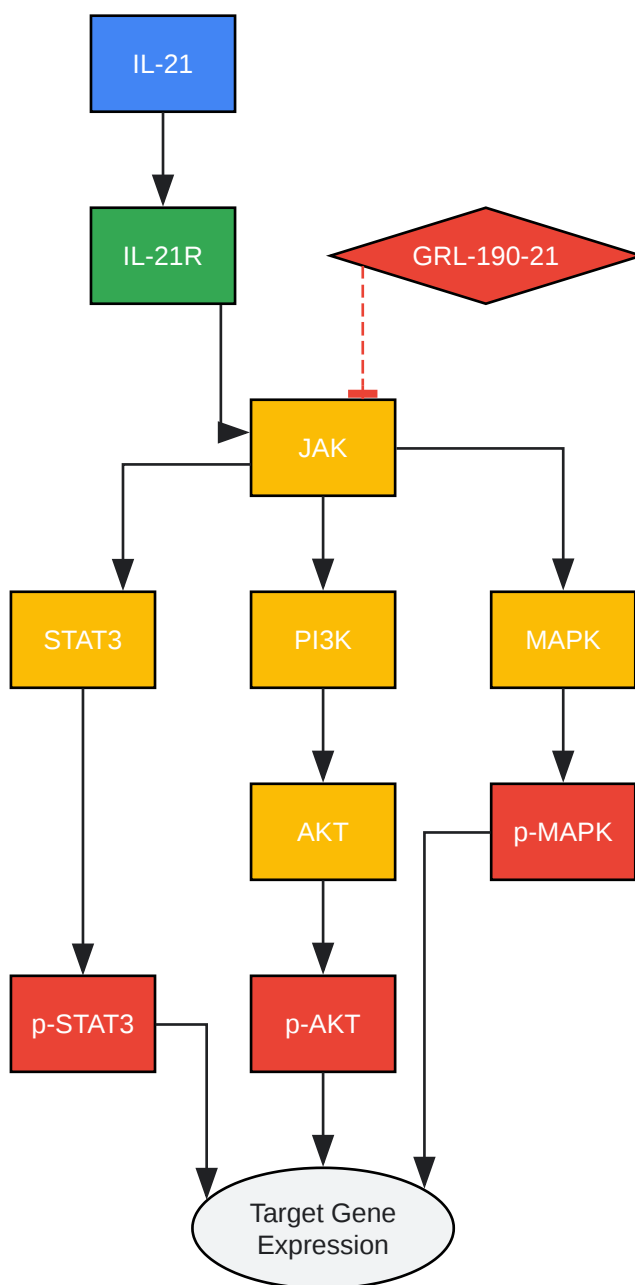 IL-21
IL-21R
GRL-190-21
JAK
STAT3
PI3K
MAPK
AKT
p-MAPK
p-STAT3
p-AKT
Target Gene
Expression